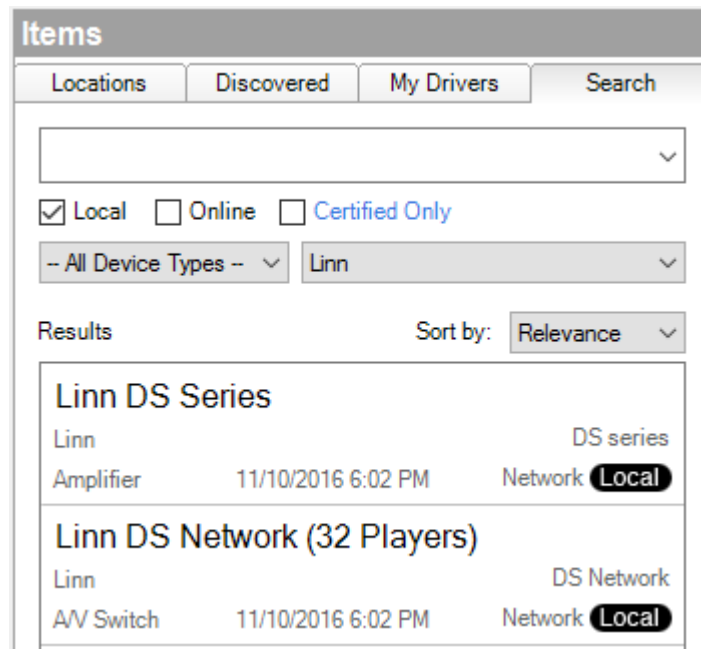 Items
Locations Discovered My Drivers Search
Local Online Certified Only
-- All Device Types -- Linn
Results Sort by: Relevance
Linn DS Series
Linn DS series
Amplifier 11/10/2016 6:02 PM Network Local
Linn DS Network (32 Players)
Linn DS Network
A/V Switch 11/10/2016 6:02 PM Network Local